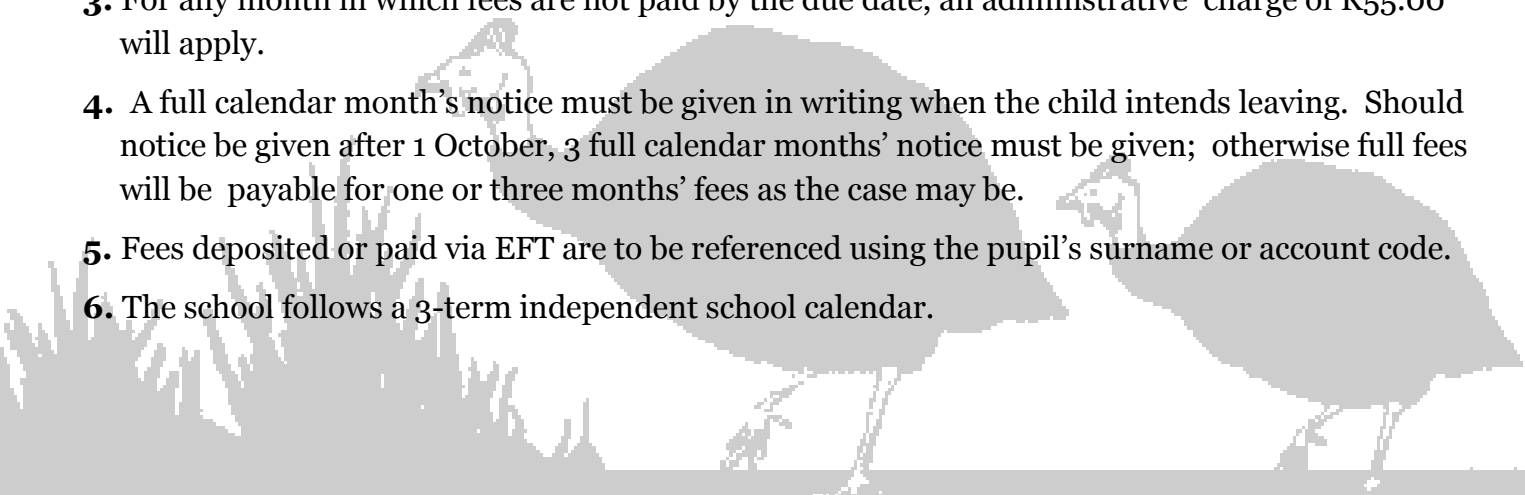 3. For any month in which fees are not paid by the due date, an administrative charge of R55.00
will apply.
4. A full calendar month's notice must be given in writing when the child intends leaving. Should
notice be given after 1 October, 3 full calendar months' notice must be given; otherwise full fees
will be payable for one or three months' fees as the case may be.
5. Fees deposited or paid via EFT are to be referenced using the pupil's surname or account code.
6. The school follows a 3-term independent school calendar.